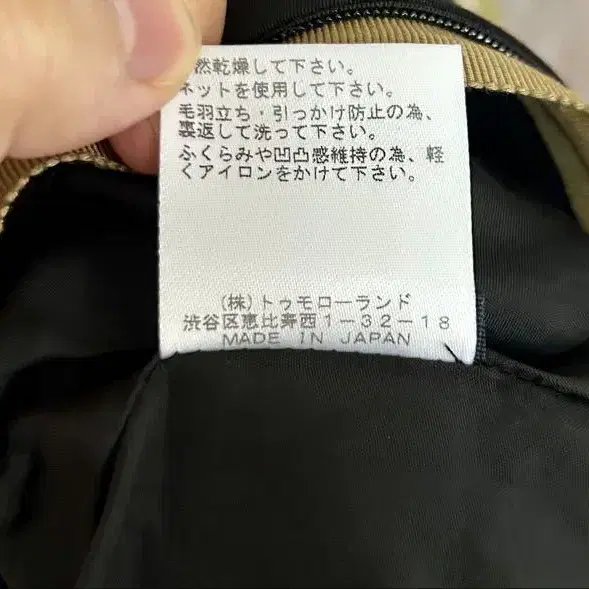 然乾燥して下さい。
ネットを使用して下さい。
毛羽立ち・引っかけ防止の為、
裏返して洗って下さい。
ふくらみや凹凸感維持の為、軽
くアイロンをかけて下さい。
(株)トゥモローランド
渋谷区恵比寿西1-32-18
MADE IN JAPAN